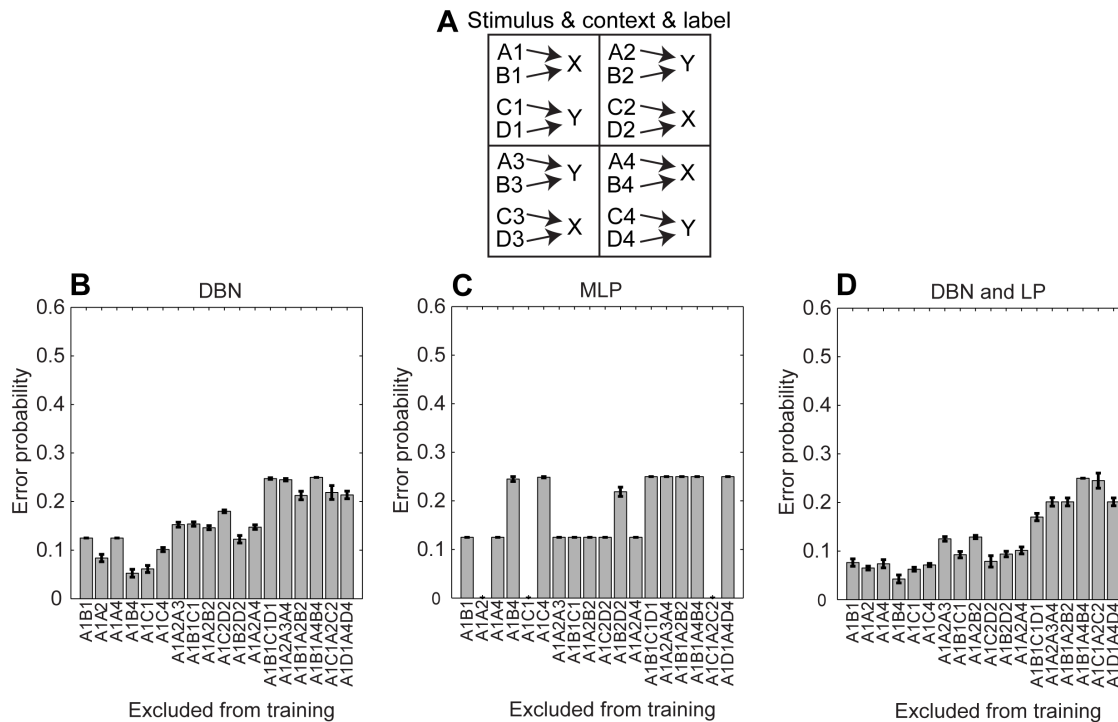 A Stimulus & context & label
A1 B1 X A2 B2 Y
C1 D1 Y C2 D2 X
A3 B3 Y A4 B4 X
C3 D3 X C4 D4 Y
B DBN
Error probability
0.6
0.5
0.4
0.3
0.2
0.1
0
A1B1
A1A2
A1A4
A1B4
A1C1
A1C4
A1A2A3
A1B1C1
A1A2B2
A1C2D2
A1B2D2
A1A2A4
A1B1C1D1
A1A2A3A4
A1B1A2B2
A1B1A4B4
A1C1A2C2
A1D1A4D4
Excluded from training
C MLP
Error probability
0.6
0.5
0.4
0.3
0.2
0.1
0
* * *
A1B1
A1A2
A1A4
A1B4
A1C1
A1C4
A1A2A3
A1B1C1
A1A2B2
A1C2D2
A1B2D2
A1A2A4
A1B1C1D1
A1A2A3A4
A1B1A2B2
A1B1A4B4
A1C1A2C2
A1D1A4D4
Excluded from training
D DBN and LP
Error probability
0.6
0.5
0.4
0.3
0.2
0.1
0
A1B1
A1A2
A1A4
A1B4
A1C1
A1C4
A1A2A3
A1B1C1
A1A2B2
A1C2D2
A1B2D2
A1A2A4
A1B1C1D1
A1A2A3A4
A1B1A2B2
A1B1A4B4
A1C1A2C2
A1D1A4D4
Excluded from training